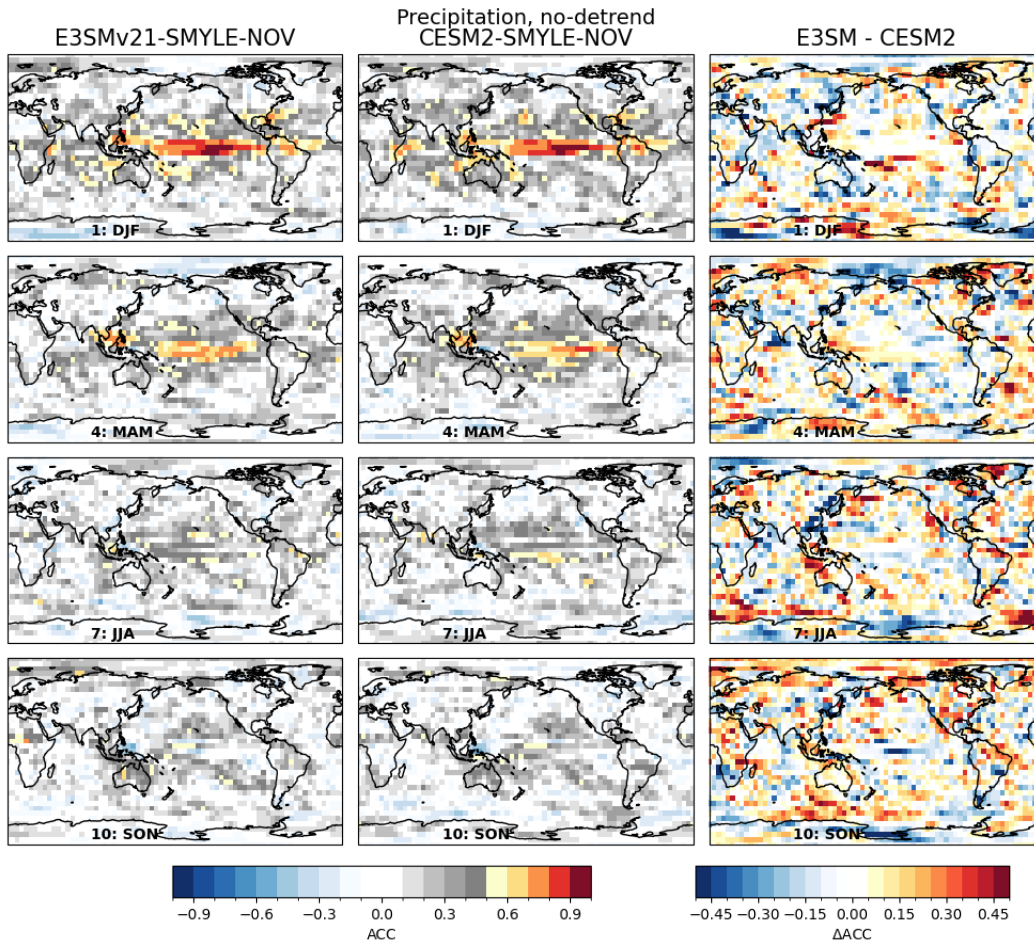 Precipitation, no-detrend
E3SMv21-SMYLE-NOV
CESM2-SMYLE-NOV
E3SM - CESM2
1: DJF
1: DJF
1: DJF
4: MAM
4: MAM
4: MAM
7: JJA
7: JJA
7: JJA
10: SON
10: SON
10: SON
−0.9 −0.6 −0.3 0.0 0.3 0.6 0.9
ACC
−0.45 −0.30 −0.15 0.00 0.15 0.30 0.45
ΔACC